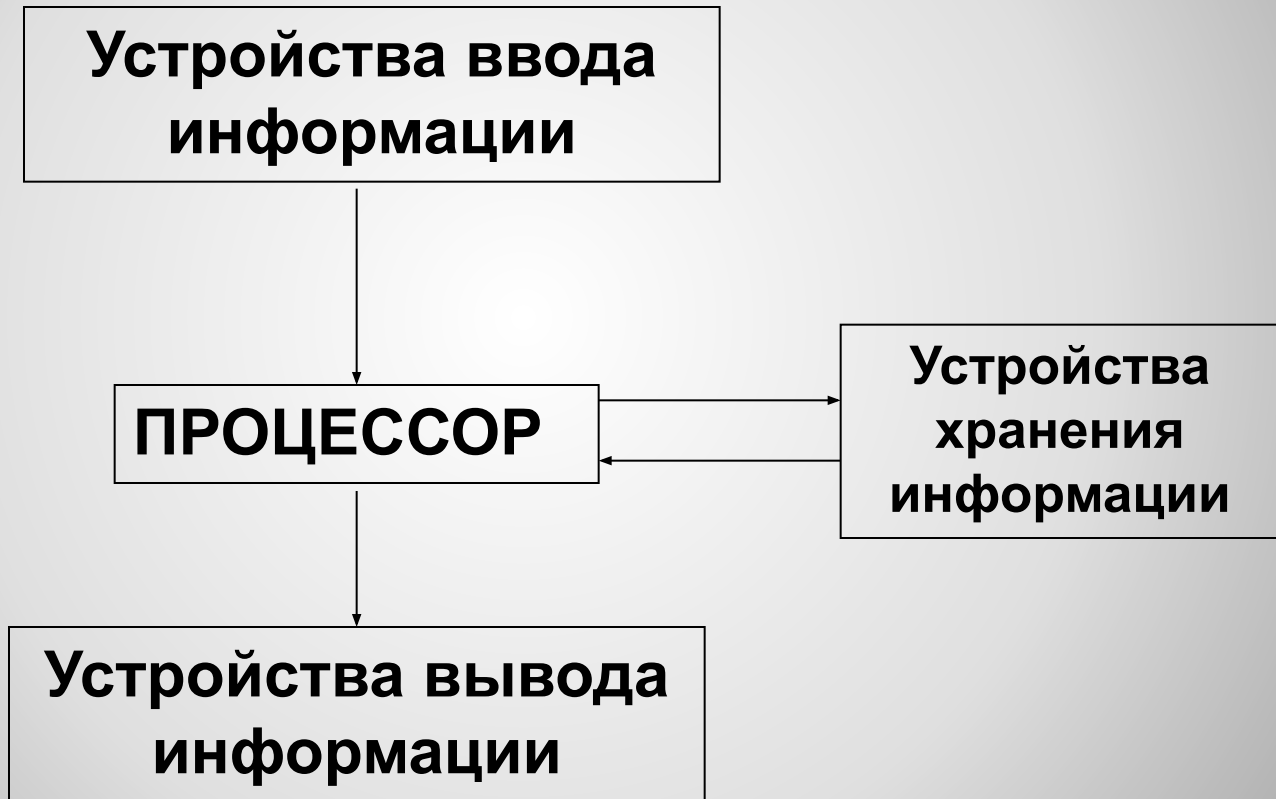 Устройства ввода
информации
ПРОЦЕССОР
Устройства
хранения
информации
Устройства вывода
информации